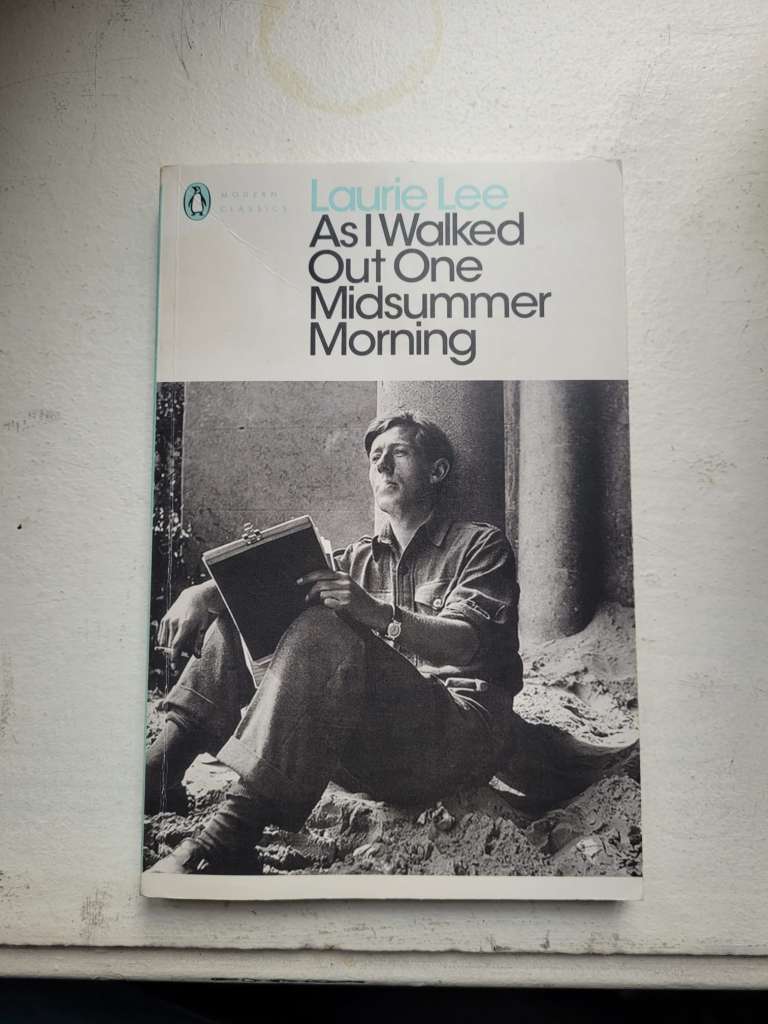 MODERN
CLASSICS
Laurie Lee
As I Walked
Out One
Midsummer
Morning